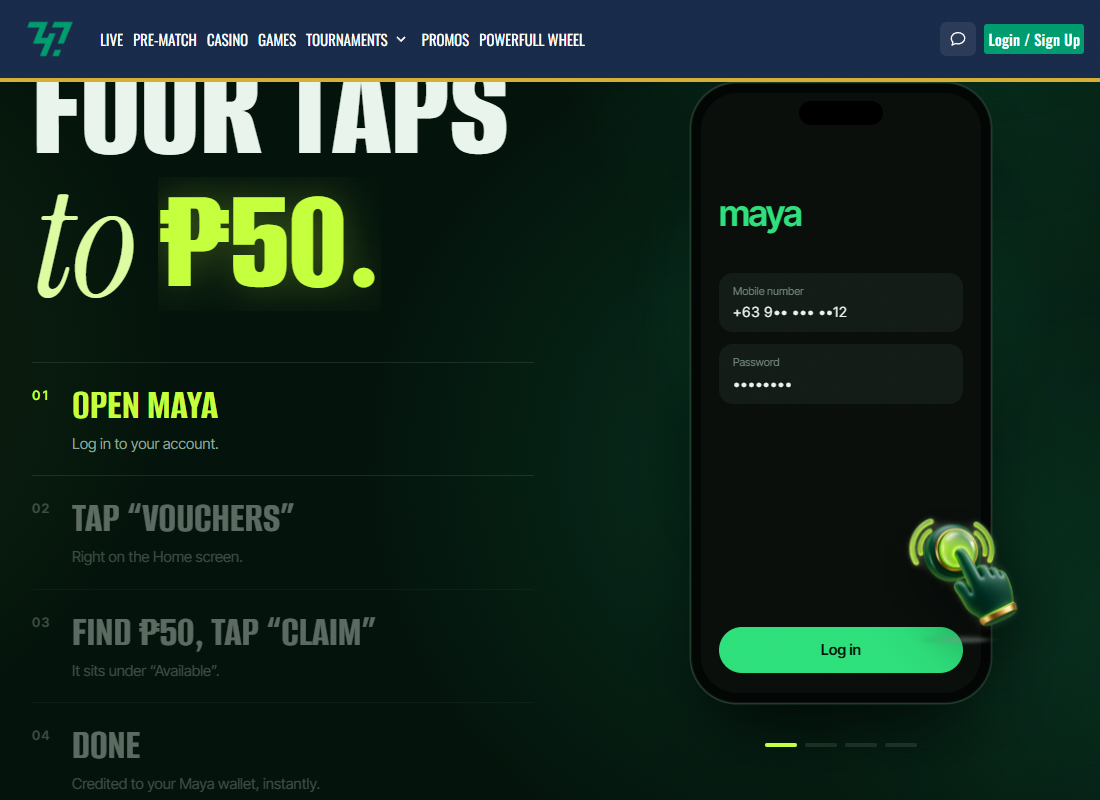 747
LIVE PRE-MATCH CASINO GAMES TOURNAMENTS PROMOS POWERFULL WHEEL
Login / Sign Up
FOUR TAPS
to ₱50.
01 OPEN MAYA
Log in to your account.
02 TAP “VOUCHERS”
Right on the Home screen.
03 FIND ₱50, TAP “CLAIM”
It sits under “Available”.
04 DONE
Credited to your Maya wallet, instantly.
maya
Mobile number
+63 9•• ••• ••12
Password
••••••••
Log in